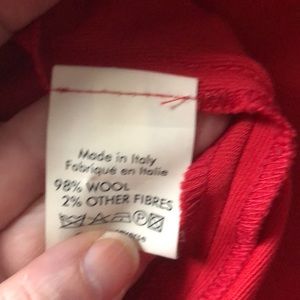 Made in Italy
Fabriqué en Italie
98% WOOL
2% OTHER FIBRES